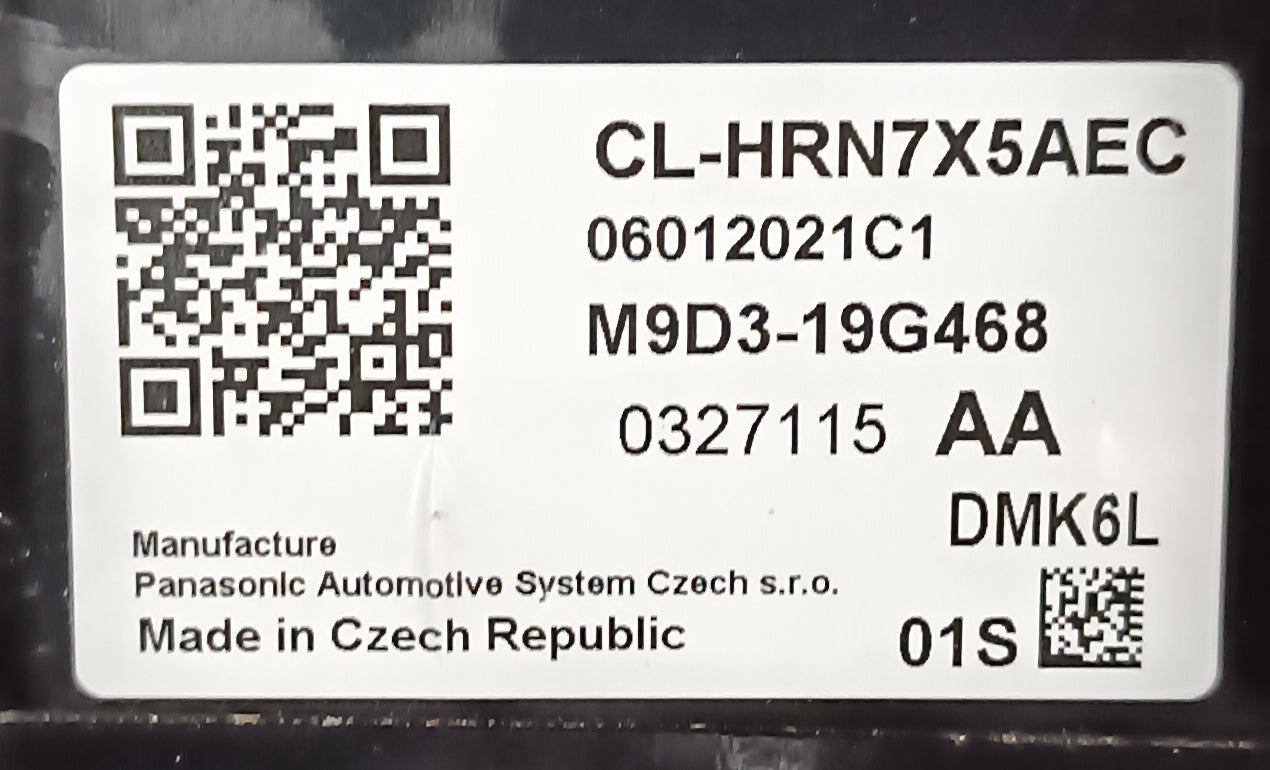 CL-HRN7X5AEC
06012021C1
M9D3-19G468
0327115 AA
DMK6L
Manufacture
Panasonic Automotive System Czech s.r.o.
Made in Czech Republic
01S